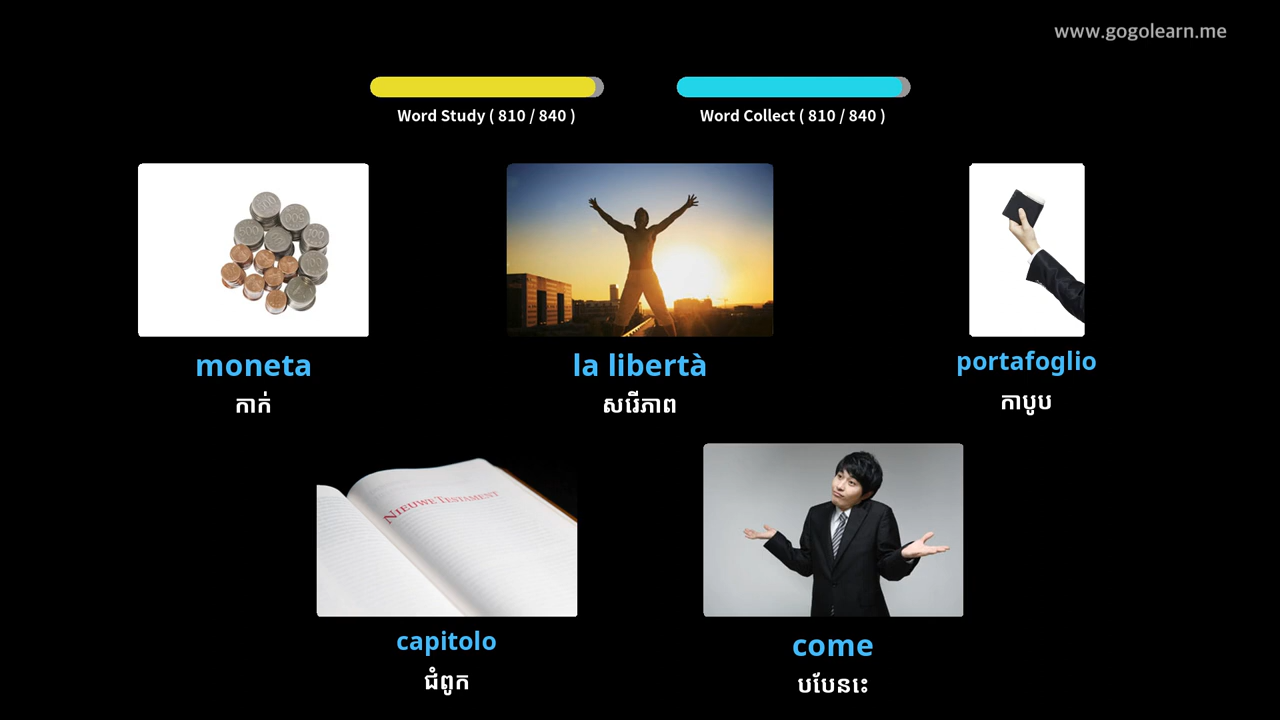 www.gogolearn.me
Word Study ( 810 / 840 )
Word Collect ( 810 / 840 )
moneta
កាក់
la libertà
សរើភាព
portafoglio
កាបូប
NIEUWE TESTAMENT
capitolo
ជំពូក
come
បបែនះេ